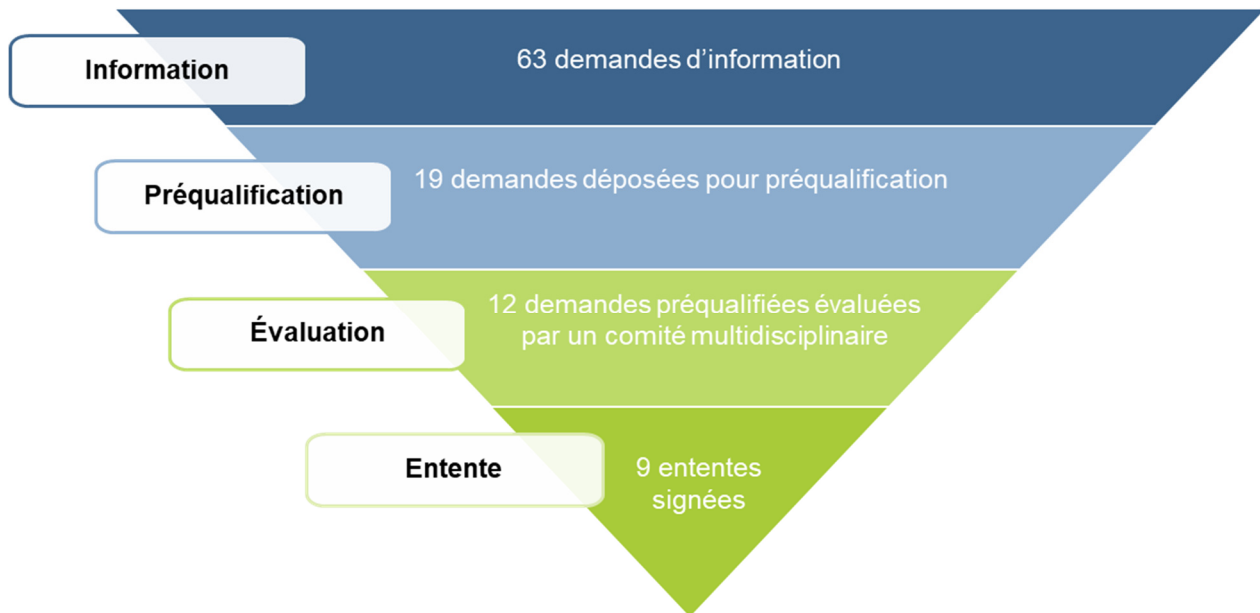 Information
63 demandes d'information
Préqualification
19 demandes déposées pour préqualification
Évaluation
12 demandes préqualifiées évaluées
par un comité multidisciplinaire
Entente
9 ententes
signées